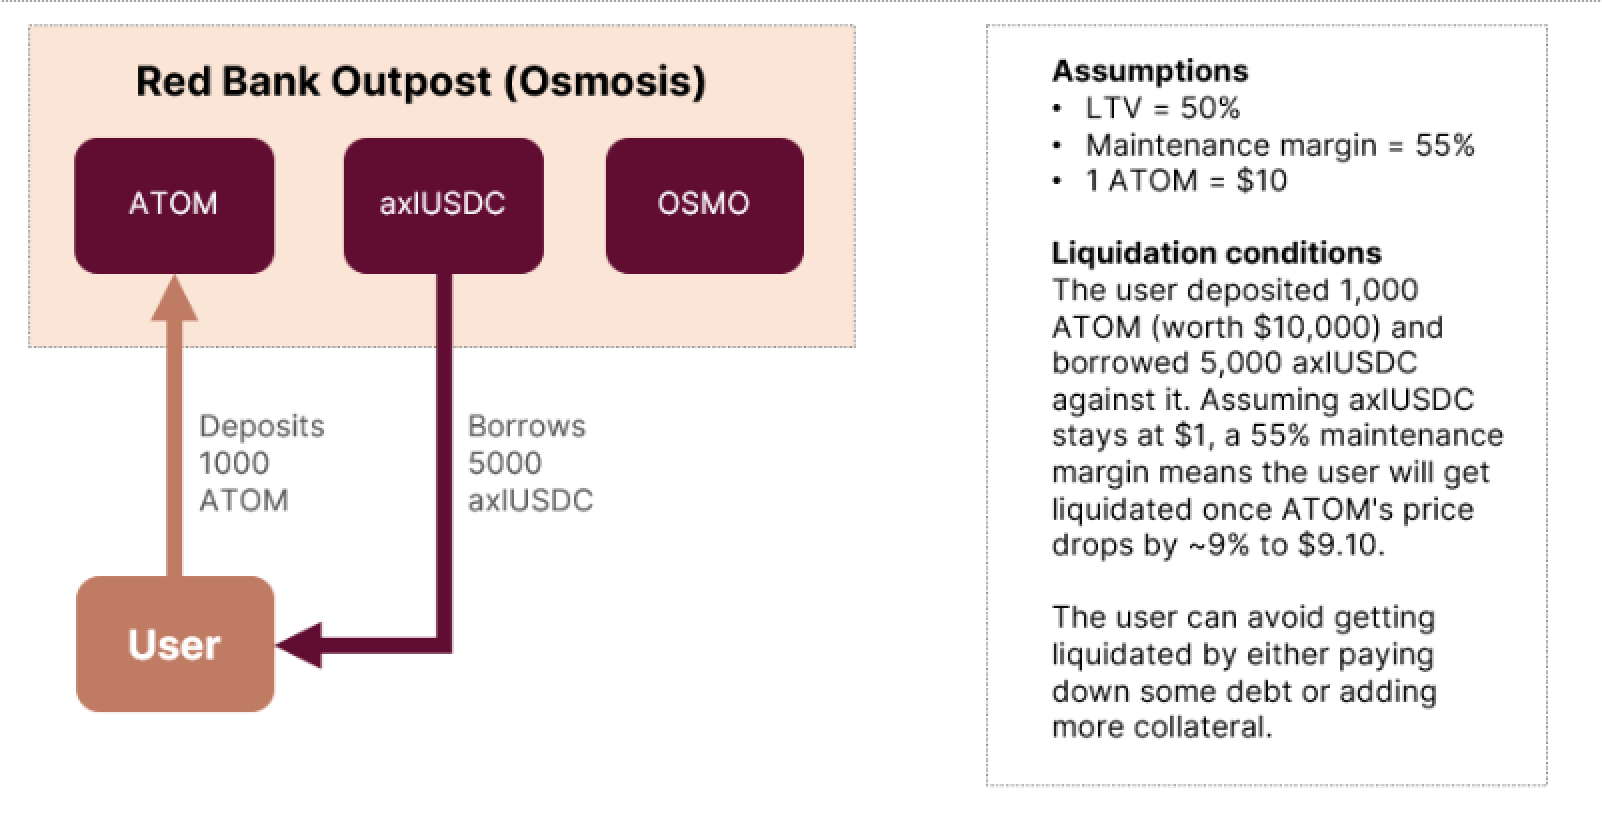 Red Bank Outpost (Osmosis)
ATOM
axlUSDC
OSMO
Deposits
1000
ATOM
Borrows
5000
axlUSDC
User
Assumptions
• LTV = 50%
• Maintenance margin = 55%
• 1 ATOM = $10
Liquidation conditions
The user deposited 1,000
ATOM (worth $10,000) and
borrowed 5,000 axlUSDC
against it. Assuming axlUSDC
stays at $1, a 55% maintenance
margin means the user will get
liquidated once ATOM's price
drops by ~9% to $9.10.
The user can avoid getting
liquidated by either paying
down some debt or adding
more collateral.